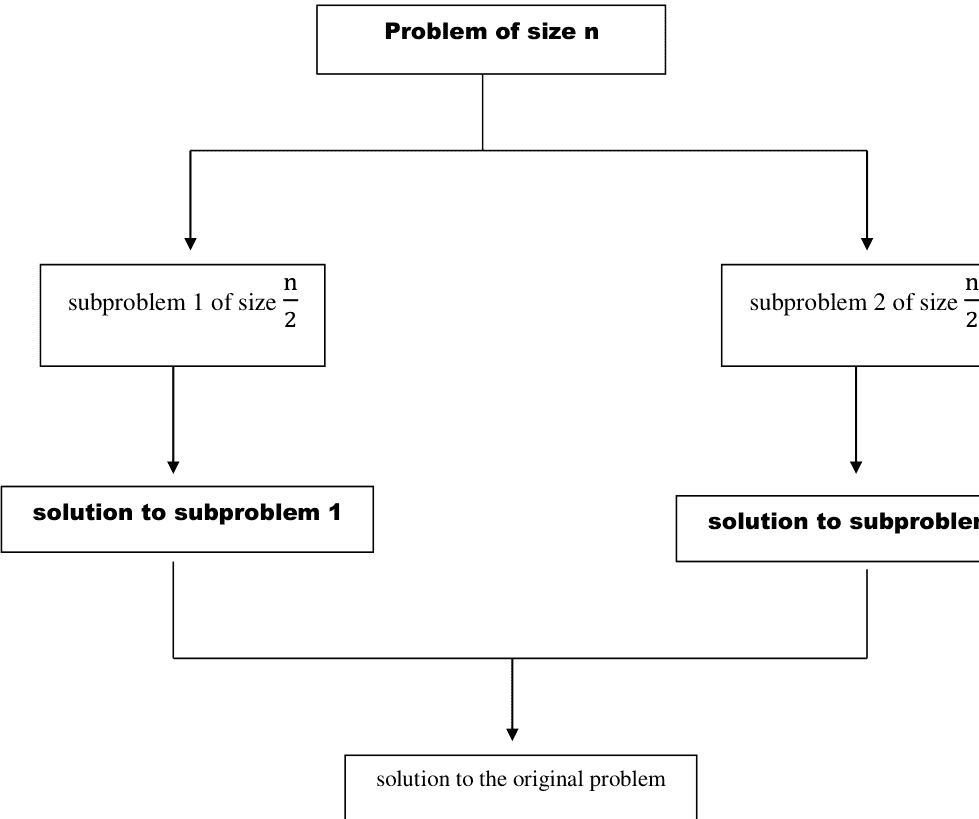 Problem of size n
subproblem 1 of size n/2
subproblem 2 of size n/2
solution to subproblem 1
solution to
solution to the original problem